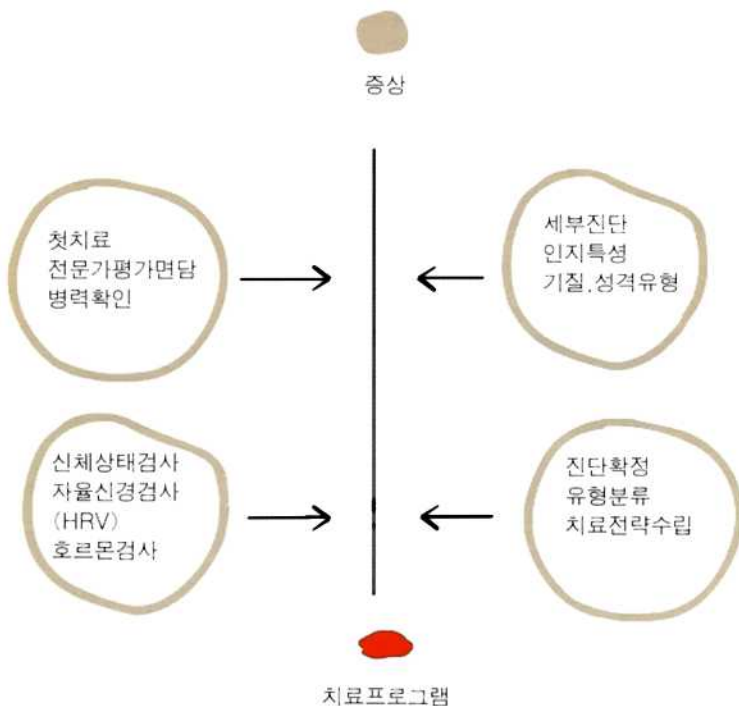 증상
첫치료
전문가평가면담
병력확인
세부진단
인지특성
기질.성격유형
신체상태검사
자율신경검사
(HRV)
호르몬검사
진단확정
유형분류
치료전략수립
치료프로그램